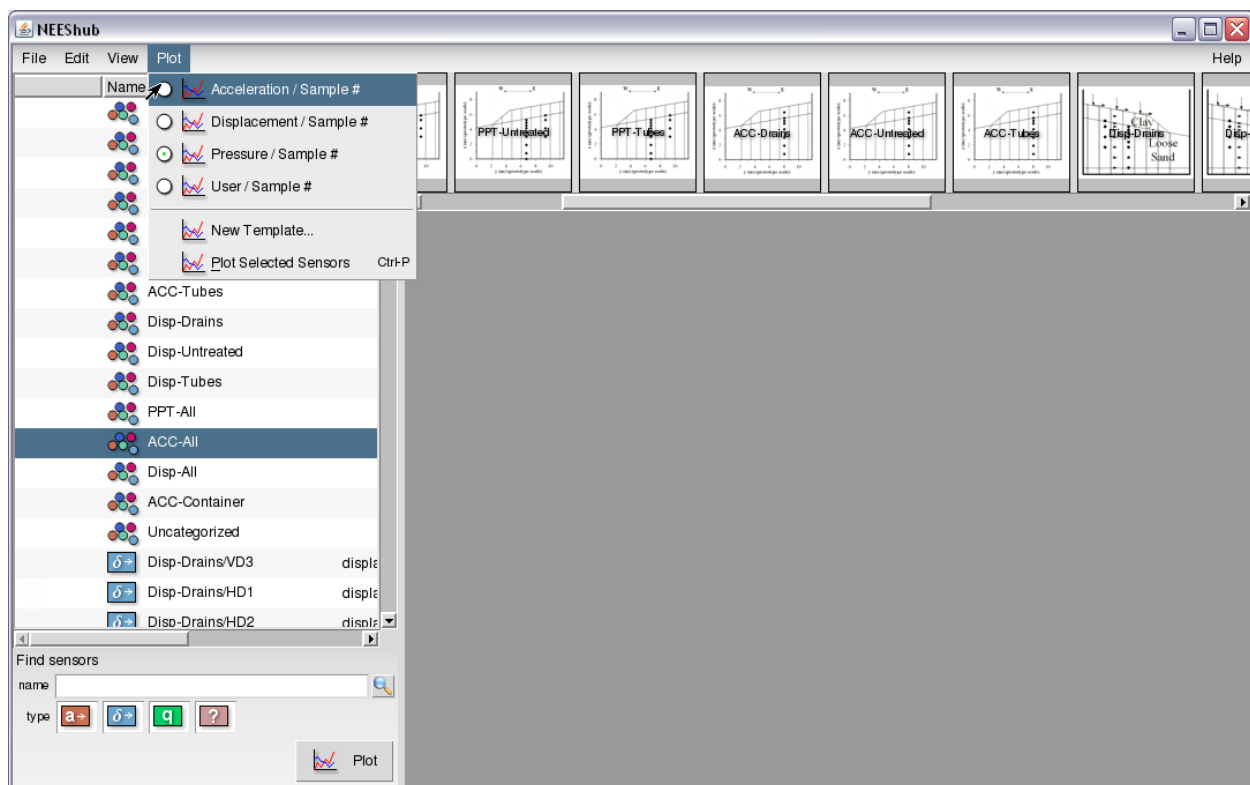 NEEShub
File Edit View Plot Help
Name
Acceleration / Sample #
Displacement / Sample #
Pressure / Sample #
User / Sample #
New Template...
Plot Selected Sensors Ctrl-P
PPT-Untreated
PPT-Tubes
ACC-Drains
ACC-Untreated
ACC-Tubes
Disp-Drains
Clay
Loose
Sand
Disp-
ACC-Tubes
Disp-Drains
Disp-Untreated
Disp-Tubes
PPT-All
ACC-All
Disp-All
ACC-Container
Uncategorized
δ Disp-Drains/VD3 displa
δ Disp-Drains/HD1 displa
δ Disp-Drains/HD2 displa
Find sensors
name
type a δ q ?
Plot